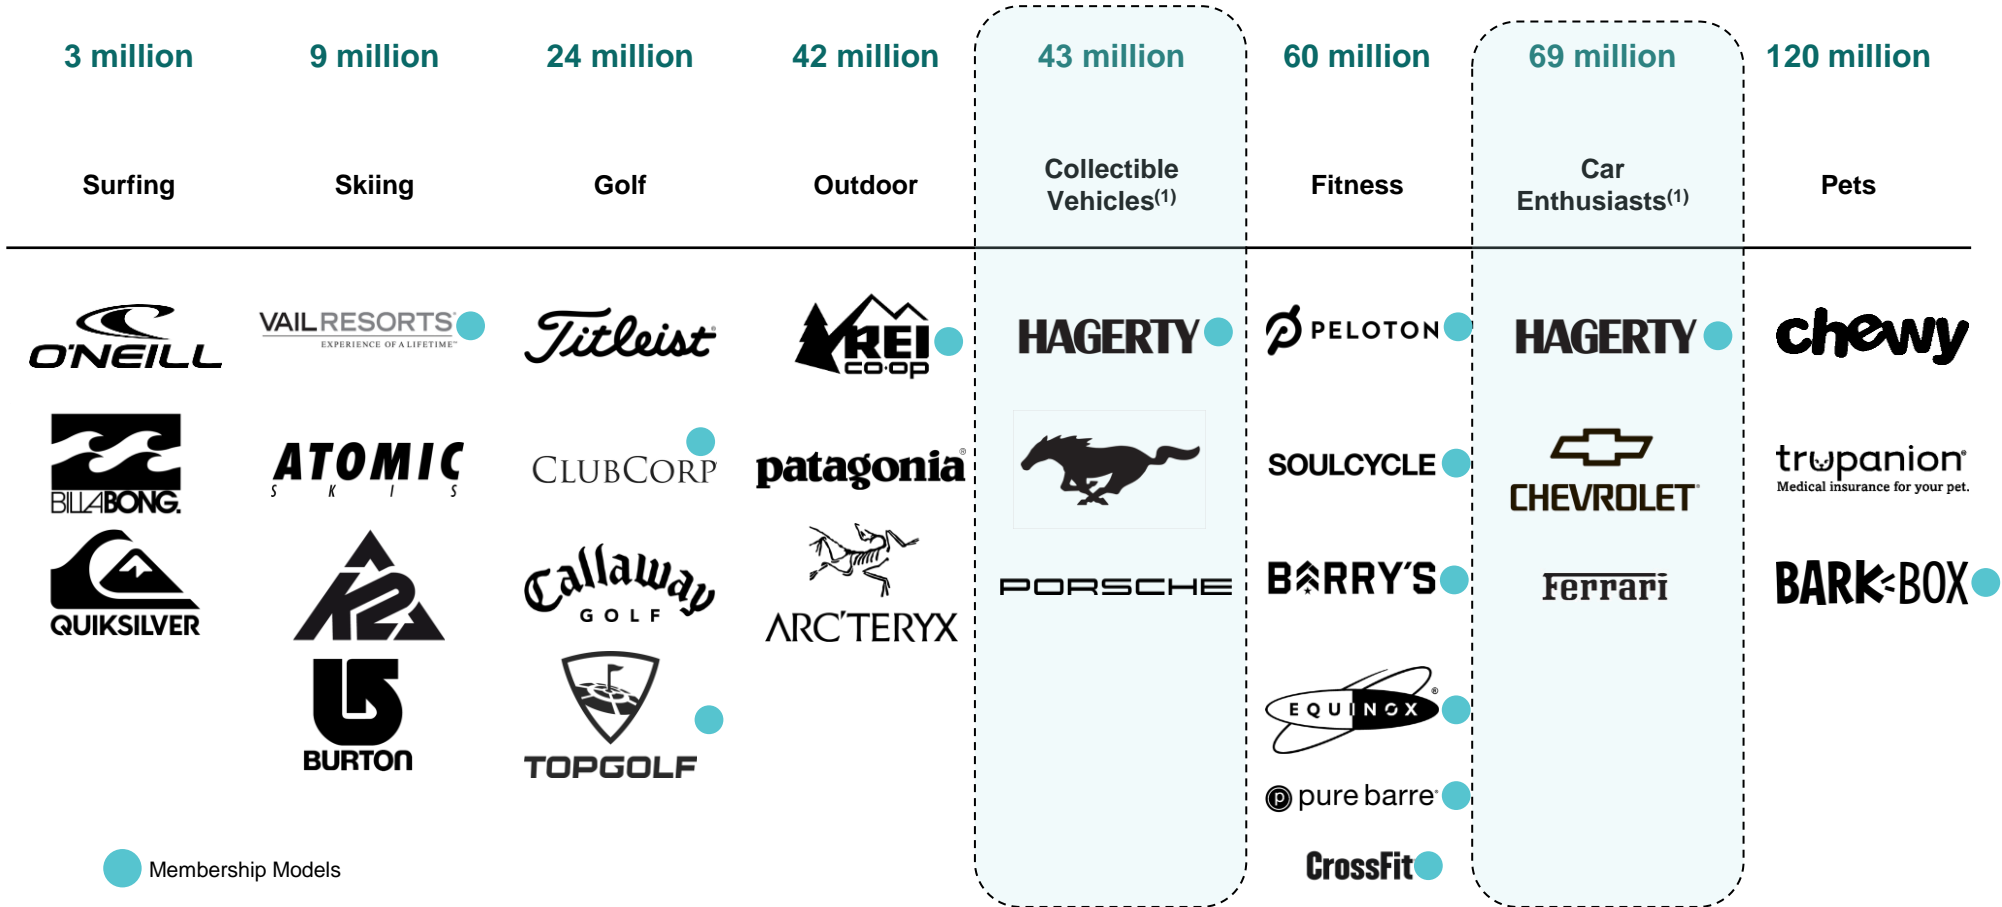 3 million
9 million
24 million
42 million
43 million
60 million
69 million
120 million
Surfing
Skiing
Golf
Outdoor
Collectible
Vehicles(1)
Fitness
Car
Enthusiasts(1)
Pets
O'NEILL
BILLABONG.
QUIKSILVER
VAIL RESORTS®
EXPERIENCE OF A LIFETIME™
ATOMIC
SKIS
K2
BURTON
Titleist®
CLUBCORP
Callaway
GOLF
TOPGOLF
REI
CO·OP
patagonia®
ARC'TERYX
HAGERTY
PORSCHE
PELOTON
SOULCYCLE
BARRY'S
EQUINOX®
P pure barre®
CrossFit
HAGERTY
CHEVROLET®
Ferrari
chewy
trupanion®
Medical insurance for your pet.
BARK BOX
Membership Models